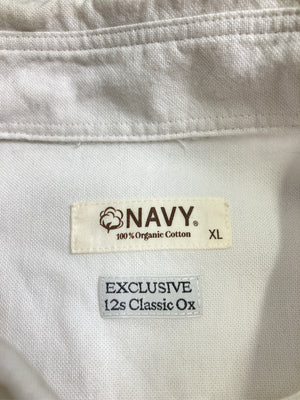 NAVY®
100% Organic Cotton XL
EXCLUSIVE
12s Classic Ox